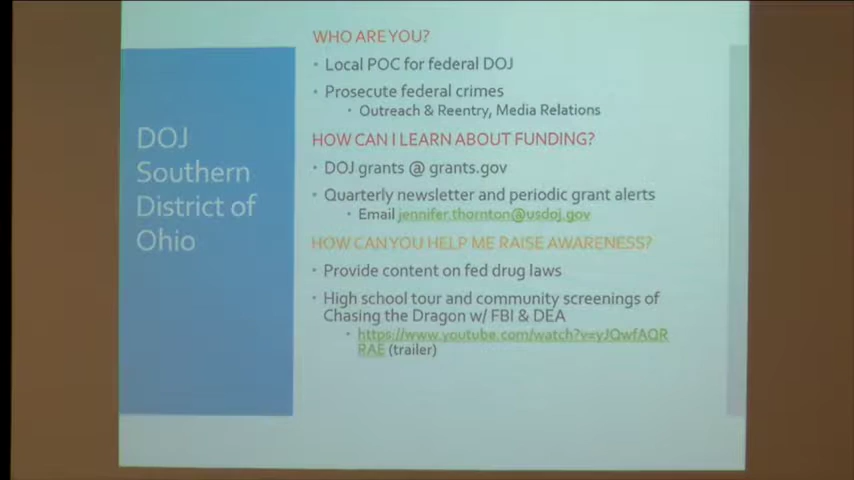 DOJ
Southern
District of
Ohio
WHO ARE YOU?
• Local POC for federal DOJ
• Prosecute federal crimes
• Outreach & Reentry, Media Relations
HOW CAN I LEARN ABOUT FUNDING?
• DOJ grants @ grants.gov
• Quarterly newsletter and periodic grant alerts
• Email jennifer.thornton@usdoj.gov
HOW CAN YOU HELP ME RAISE AWARENESS?
• Provide content on fed drug laws
• High school tour and community screenings of
Chasing the Dragon w/ FBI & DEA
• https://www.youtube.com/watch?v=yJQwfAQR
RAE (trailer)